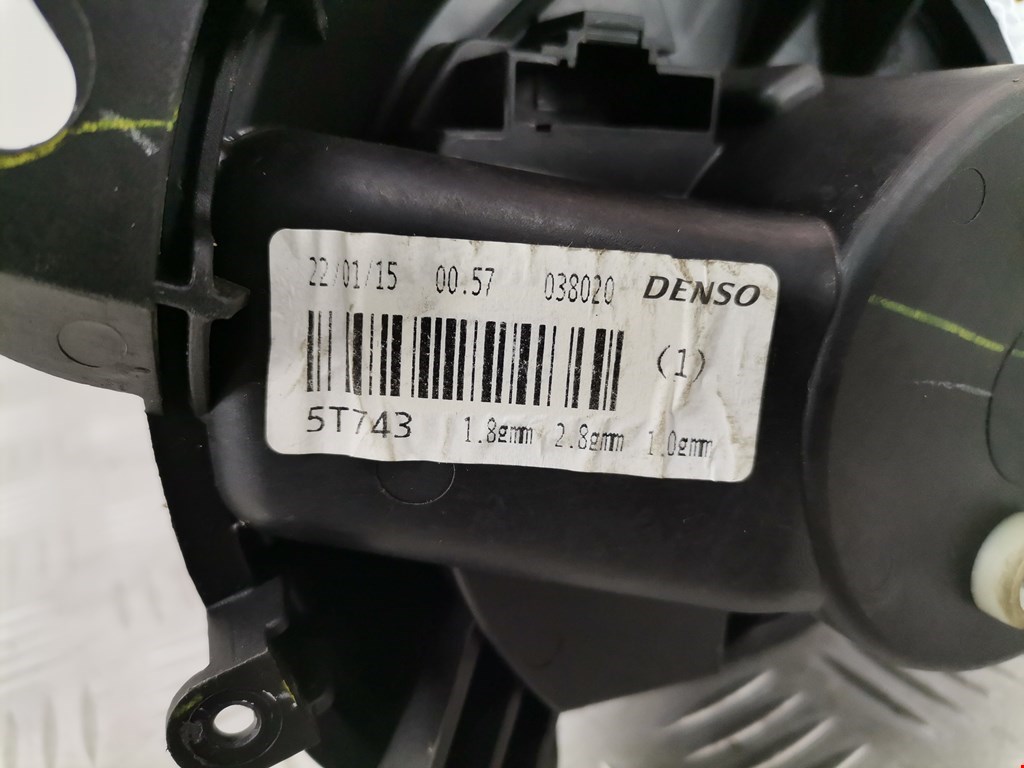 22/01/15 00.57 038020 DENSO
(1)
5T743 1.8gmm 2.8gmm 1.0gmm